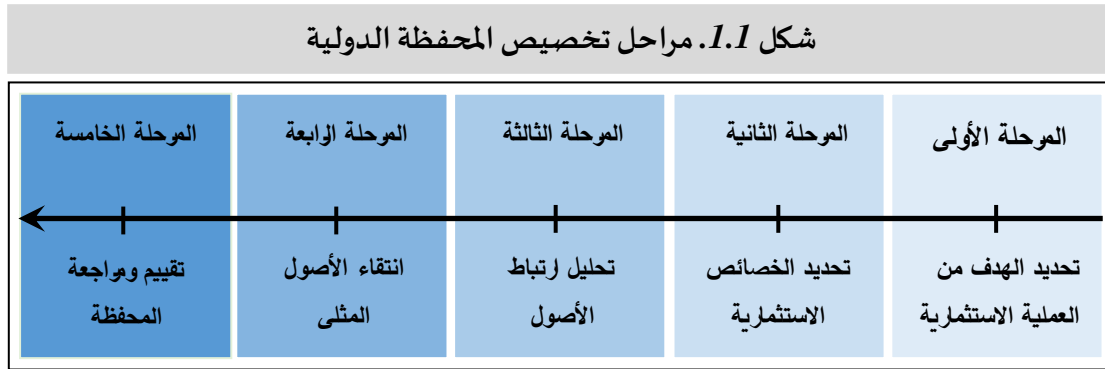 شكل 1.1. مراحل تخصيص المحفظة الدولية
المرحلة الأولى
المرحلة الثانية
المرحلة الثالثة
المرحلة الرابعة
المرحلة الخامسة
تحديد الهدف من
العملية الاستثمارية
تحديد الخصائص
الاستثمارية
تحليل ارتباط
الأصول
انتقاء الأصول
المثلى
تقييم ومراجعة
المحفظة